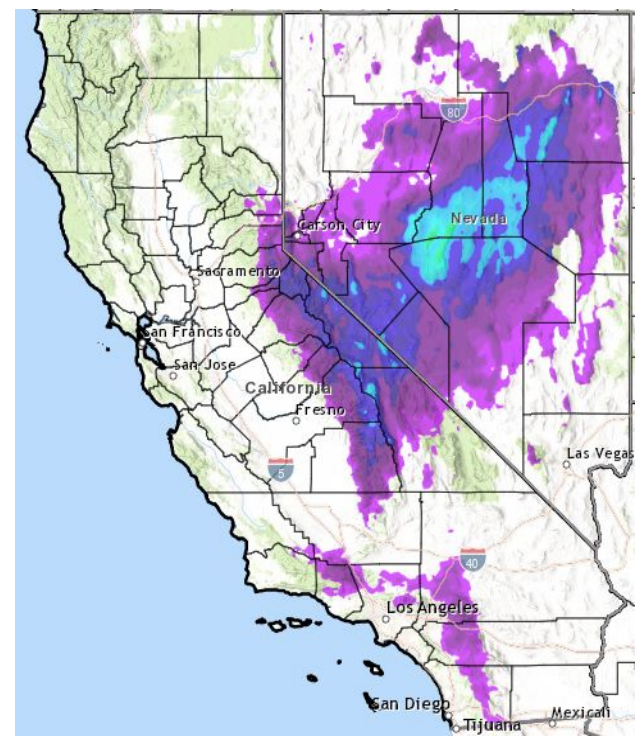 80
Carson City
Nevada
Sacramento
San Francisco
San Jose
California
Fresno
5
Las Vegas
40
Los Angeles
San Diego
Mexicali
Tijuana